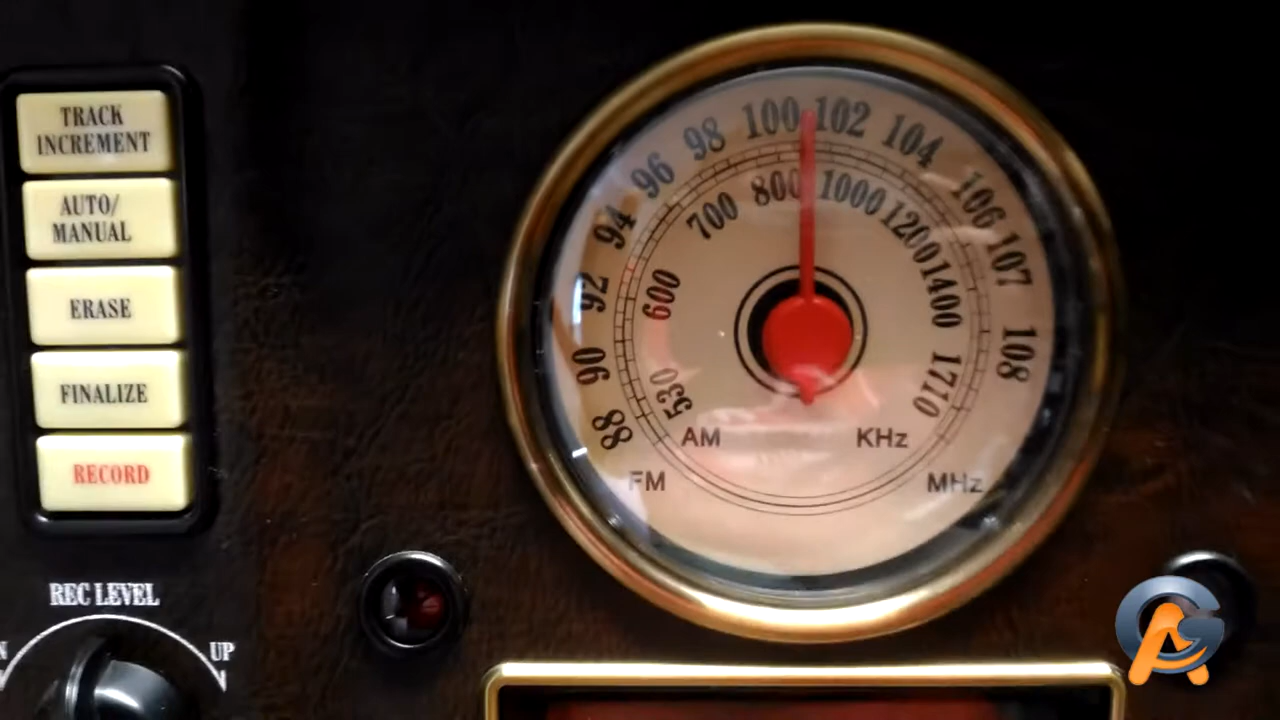 TRACK
INCREMENT
AUTO/
MANUAL
ERASE
FINALIZE
RECORD
REC LEVEL
UP
88 90 92 94 96 98 100 102 104 106 107 108
530 600 700 800 1000 1200 1400 1710
AM KHz
FM MHz